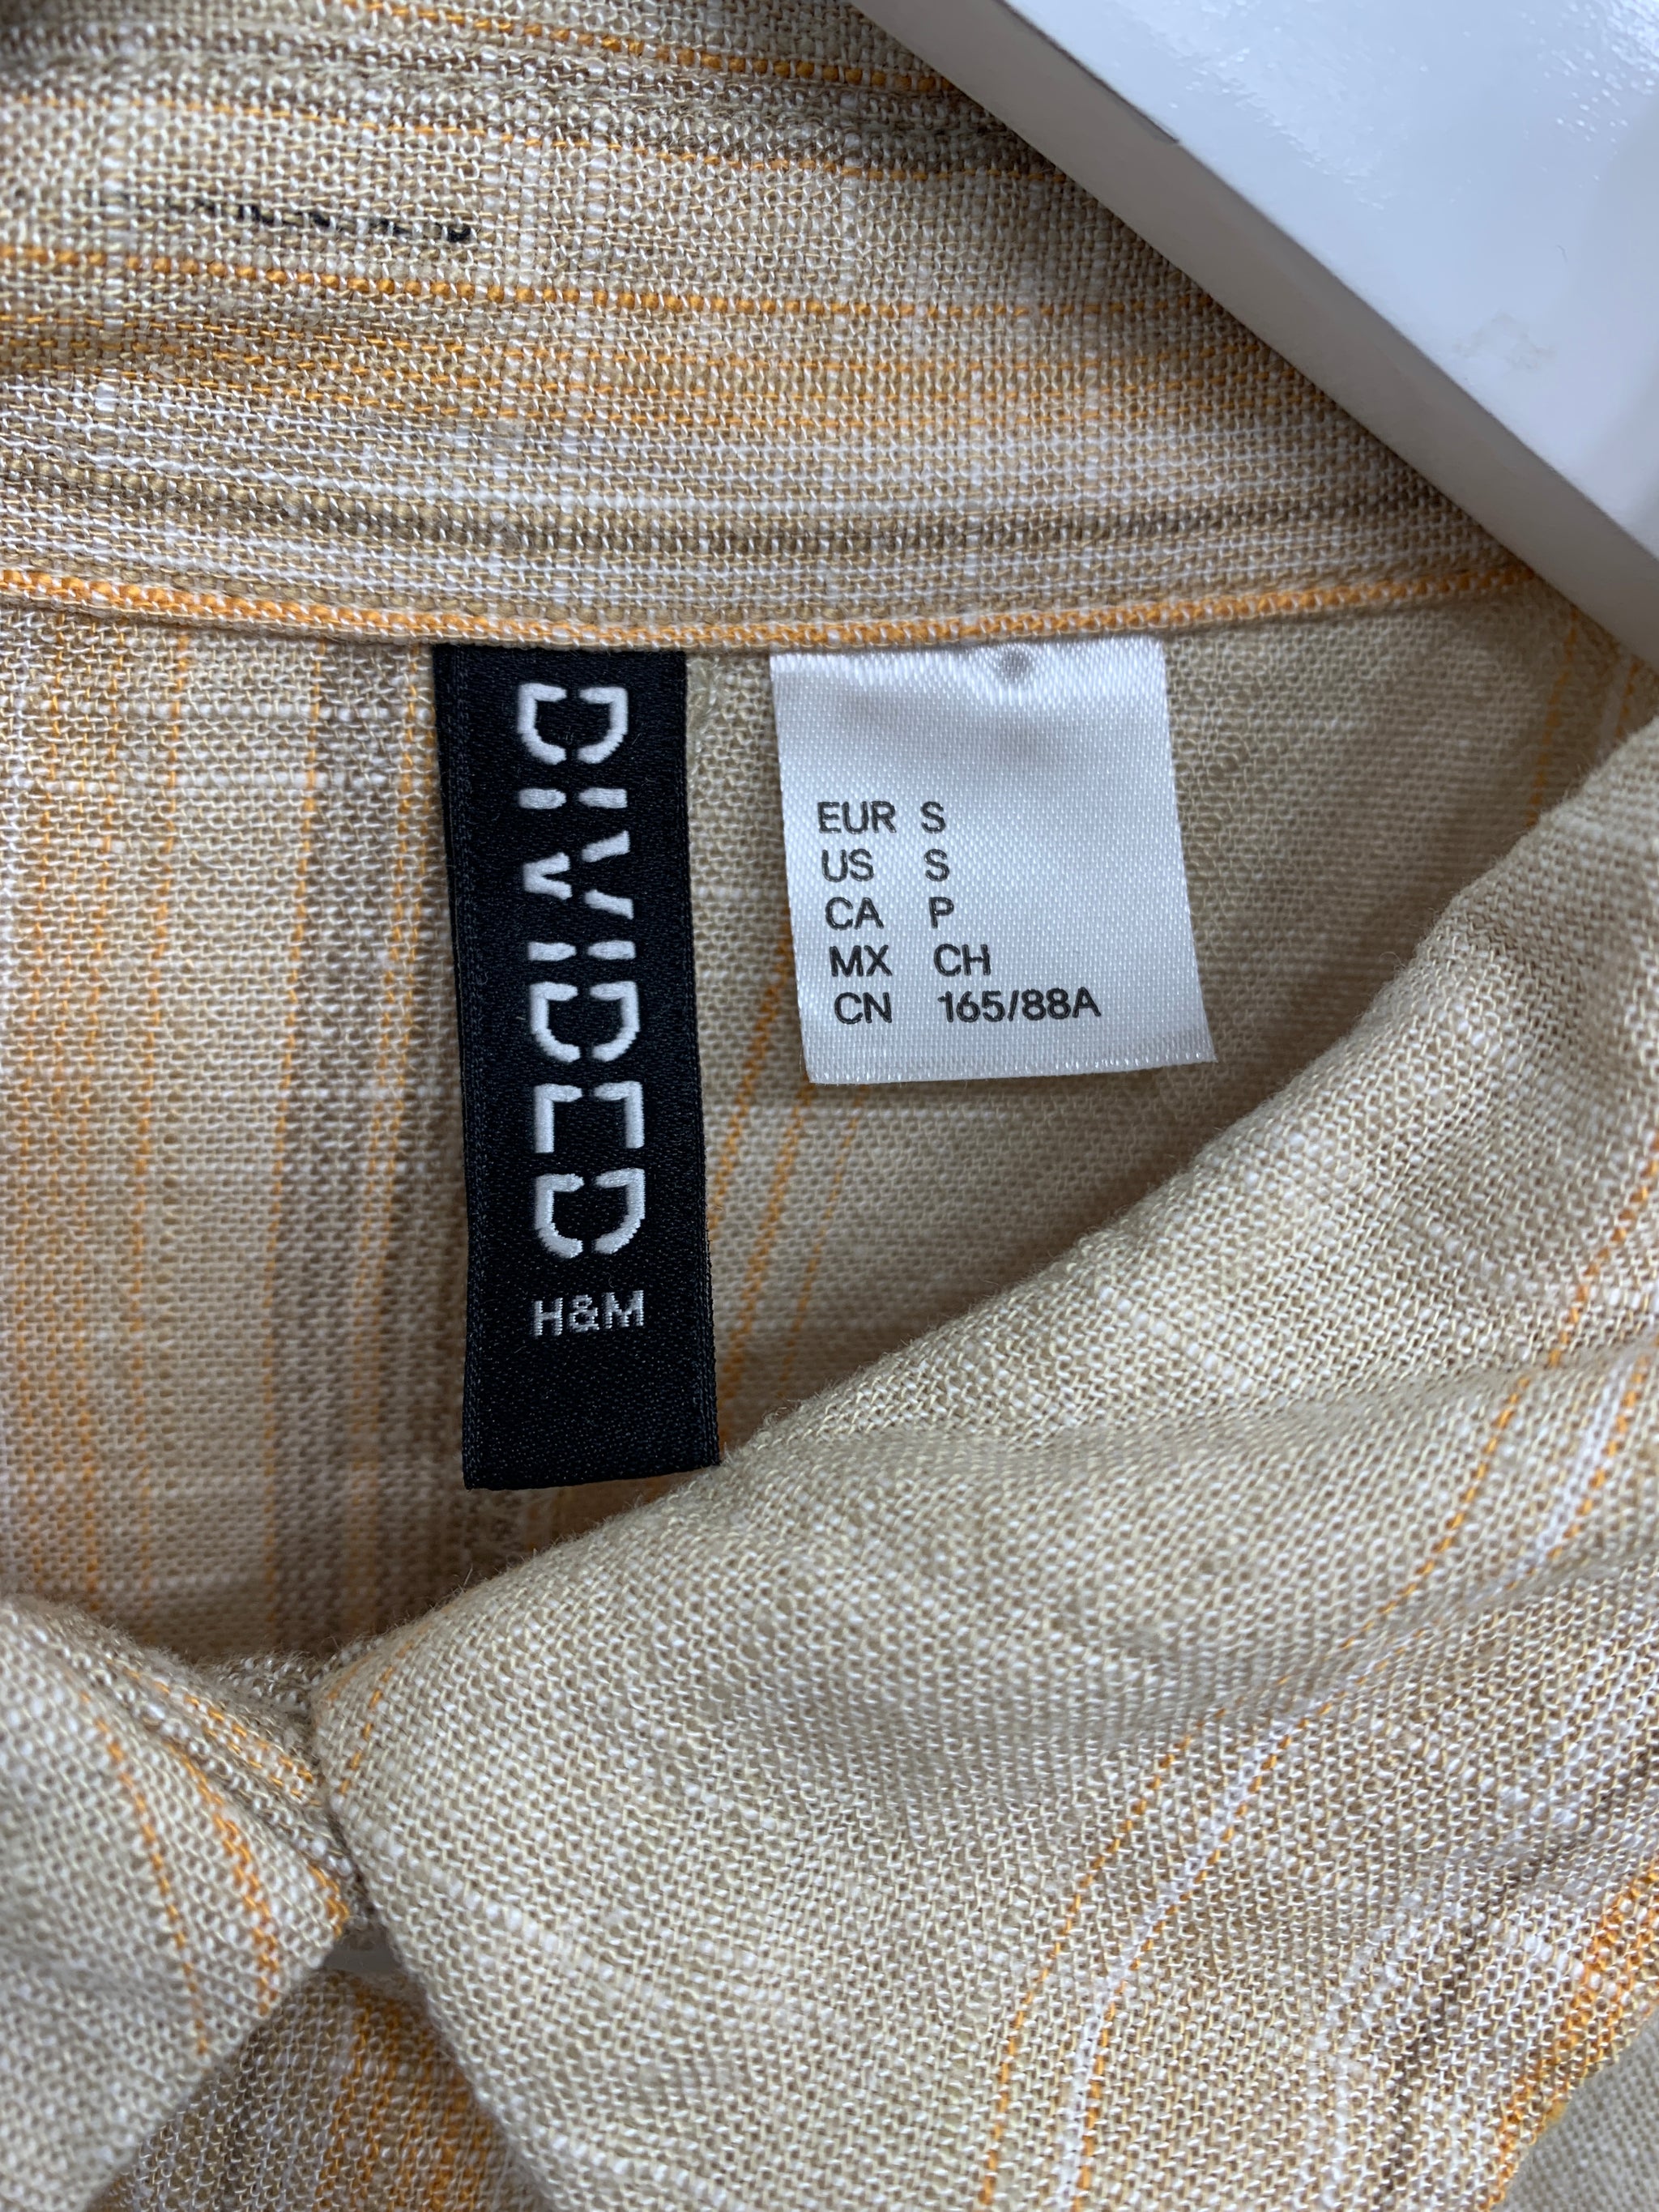 DIVIDED
H&M
EUR S
US S
CA P
MX CH
CN 165/88A